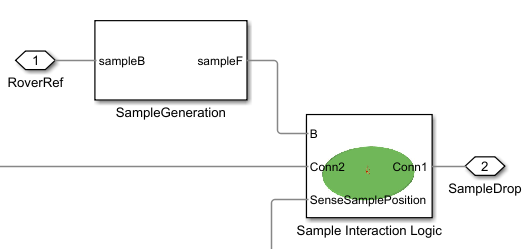 1
RoverRef
sampleB
sampleF
SampleGeneration
B
Conn2
Conn1
SenseSamplePosition
Sample Interaction Logic
2
SampleDrop